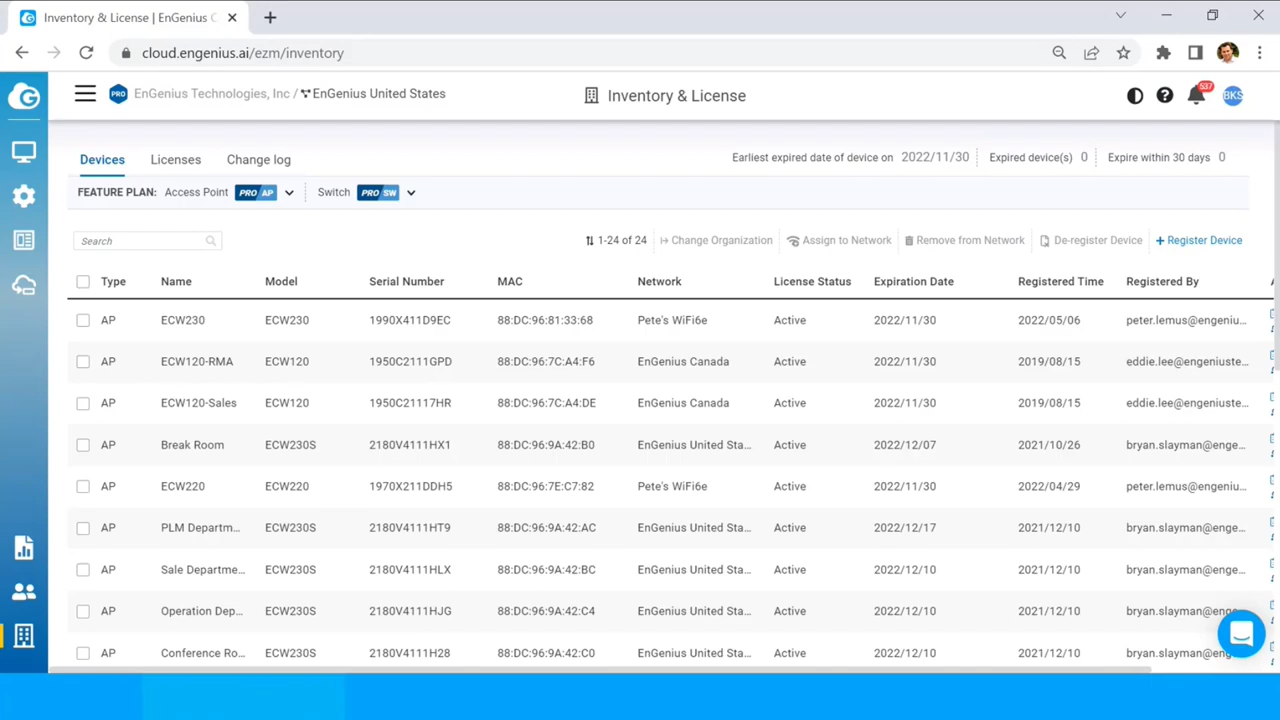 Inventory & License | EnGenius C
cloud.engenius.ai/ezm/inventory
PRO EnGenius Technologies, Inc / EnGenius United States
Inventory & License
537
BKS
Devices Licenses Change log
Earliest expired date of device on 2022/11/30 Expired device(s) 0 Expire within 30 days 0
FEATURE PLAN: Access Point PRO AP Switch PRO SW
Search
1-24 of 24 Change Organization Assign to Network Remove from Network De-register Device + Register Device
Type Name Model Serial Number MAC Network License Status Expiration Date Registered Time Registered By
AP ECW230 ECW230 1990X411D9EC 88:DC:96:81:33:68 Pete's WiFi6e Active 2022/11/30 2022/05/06 peter.lemus@engeniu...
AP ECW120-RMA ECW120 1950C2111GPD 88:DC:96:7C:A4:F6 EnGenius Canada Active 2022/11/30 2019/08/15 eddie.lee@engeniuste...
AP ECW120-Sales ECW120 1950C21117HR 88:DC:96:7C:A4:DE EnGenius Canada Active 2022/11/30 2019/08/15 eddie.lee@engeniuste...
AP Break Room ECW230S 2180V4111HX1 88:DC:96:9A:42:B0 EnGenius United Sta... Active 2022/12/07 2021/10/26 bryan.slayman@enge...
AP ECW220 ECW220 1970X211DDH5 88:DC:96:7E:C7:82 Pete's WiFi6e Active 2022/11/30 2022/04/29 peter.lemus@engeniu...
AP PLM Departm... ECW230S 2180V4111HT9 88:DC:96:9A:42:AC EnGenius United Sta... Active 2022/12/17 2021/12/10 bryan.slayman@enge...
AP Sale Departme... ECW230S 2180V4111HLX 88:DC:96:9A:42:BC EnGenius United Sta... Active 2022/12/10 2021/12/10 bryan.slayman@enge...
AP Operation Dep... ECW230S 2180V4111HJG 88:DC:96:9A:42:C4 EnGenius United Sta... Active 2022/12/10 2021/12/10 bryan.slayman@enge...
AP Conference Ro... ECW230S 2180V4111H28 88:DC:96:9A:42:C0 EnGenius United Sta... Active 2022/12/10 2021/12/10 bryan.slayman@enge...